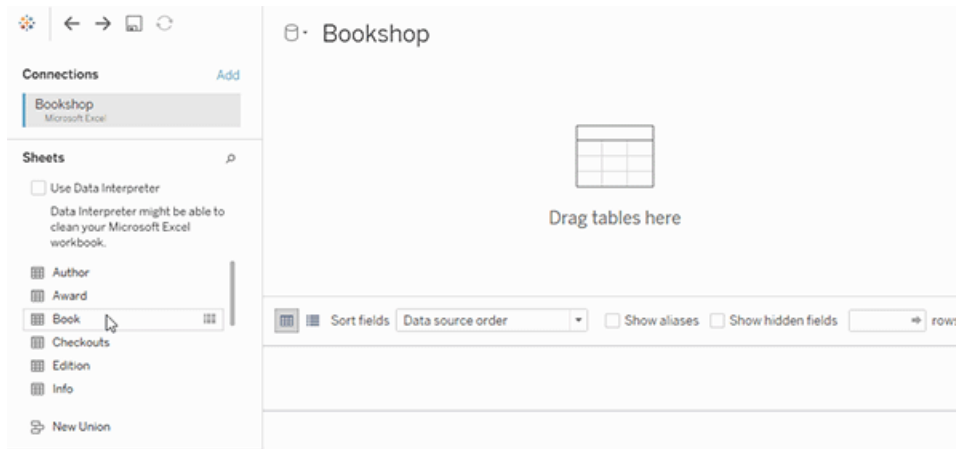 Bookshop
Connections Add
Bookshop
Microsoft Excel
Sheets
Use Data Interpreter
Data Interpreter might be able to
clean your Microsoft Excel
workbook.
Author
Award
Book
Checkouts
Edition
Info
New Union
Drag tables here
Sort fields Data source order Show aliases Show hidden fields rows